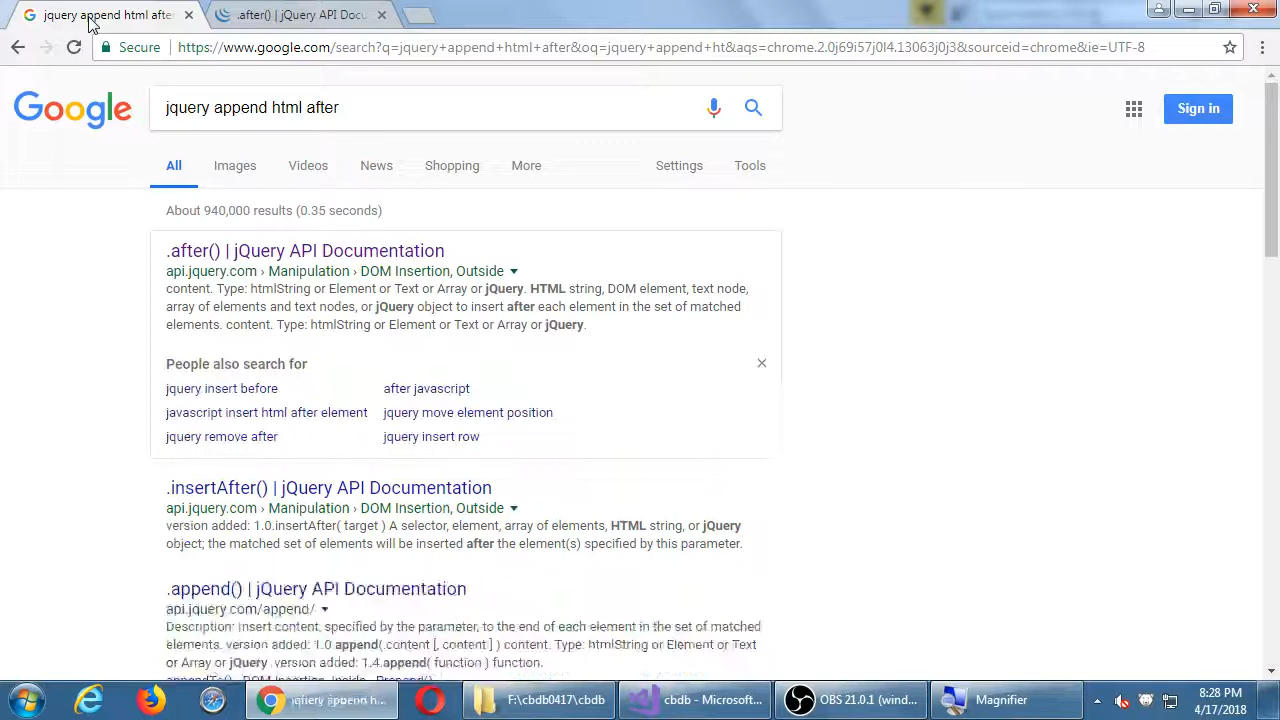 jquery append html after
.after() | jQuery API Docu
Secure https://www.google.com/search?q=jquery+append+html+after&oq=jquery+append+ht&aqs=chrome.2.0j69i57j0l4.13063j0j3&sourceid=chrome&ie=UTF-8
Google
jquery append html after
Sign in
All Images Videos News Shopping More Settings Tools
About 940,000 results (0.35 seconds)
.after() | jQuery API Documentation
api.jquery.com › Manipulation › DOM Insertion, Outside
content. Type: htmlString or Element or Text or Array or jQuery. HTML string, DOM element, text node,
array of elements and text nodes, or jQuery object to insert after each element in the set of matched
elements. content. Type: htmlString or Element or Text or Array or jQuery.
People also search for
jquery insert before after javascript
javascript insert html after element jquery move element position
jquery remove after jquery insert row
.insertAfter() | jQuery API Documentation
api.jquery.com › Manipulation › DOM Insertion, Outside
version added: 1.0.insertAfter( target ) A selector, element, array of elements, HTML string, or jQuery
object; the matched set of elements will be inserted after the element(s) specified by this parameter.
.append() | jQuery API Documentation
api.jquery.com/append/
Description: Insert content, specified by the parameter, to the end of each element in the set of matched
elements. version added: 1.0.append( content [, content ] ) content. Type: htmlString or Element or Text
or Array or jQuery version added: 1.4.append( function ) function.
jquery append h...
F:\cbdb0417\cbdb
cbdb - Microsoft...
OBS 21.0.1 (wind...
Magnifier
8:28 PM
4/17/2018